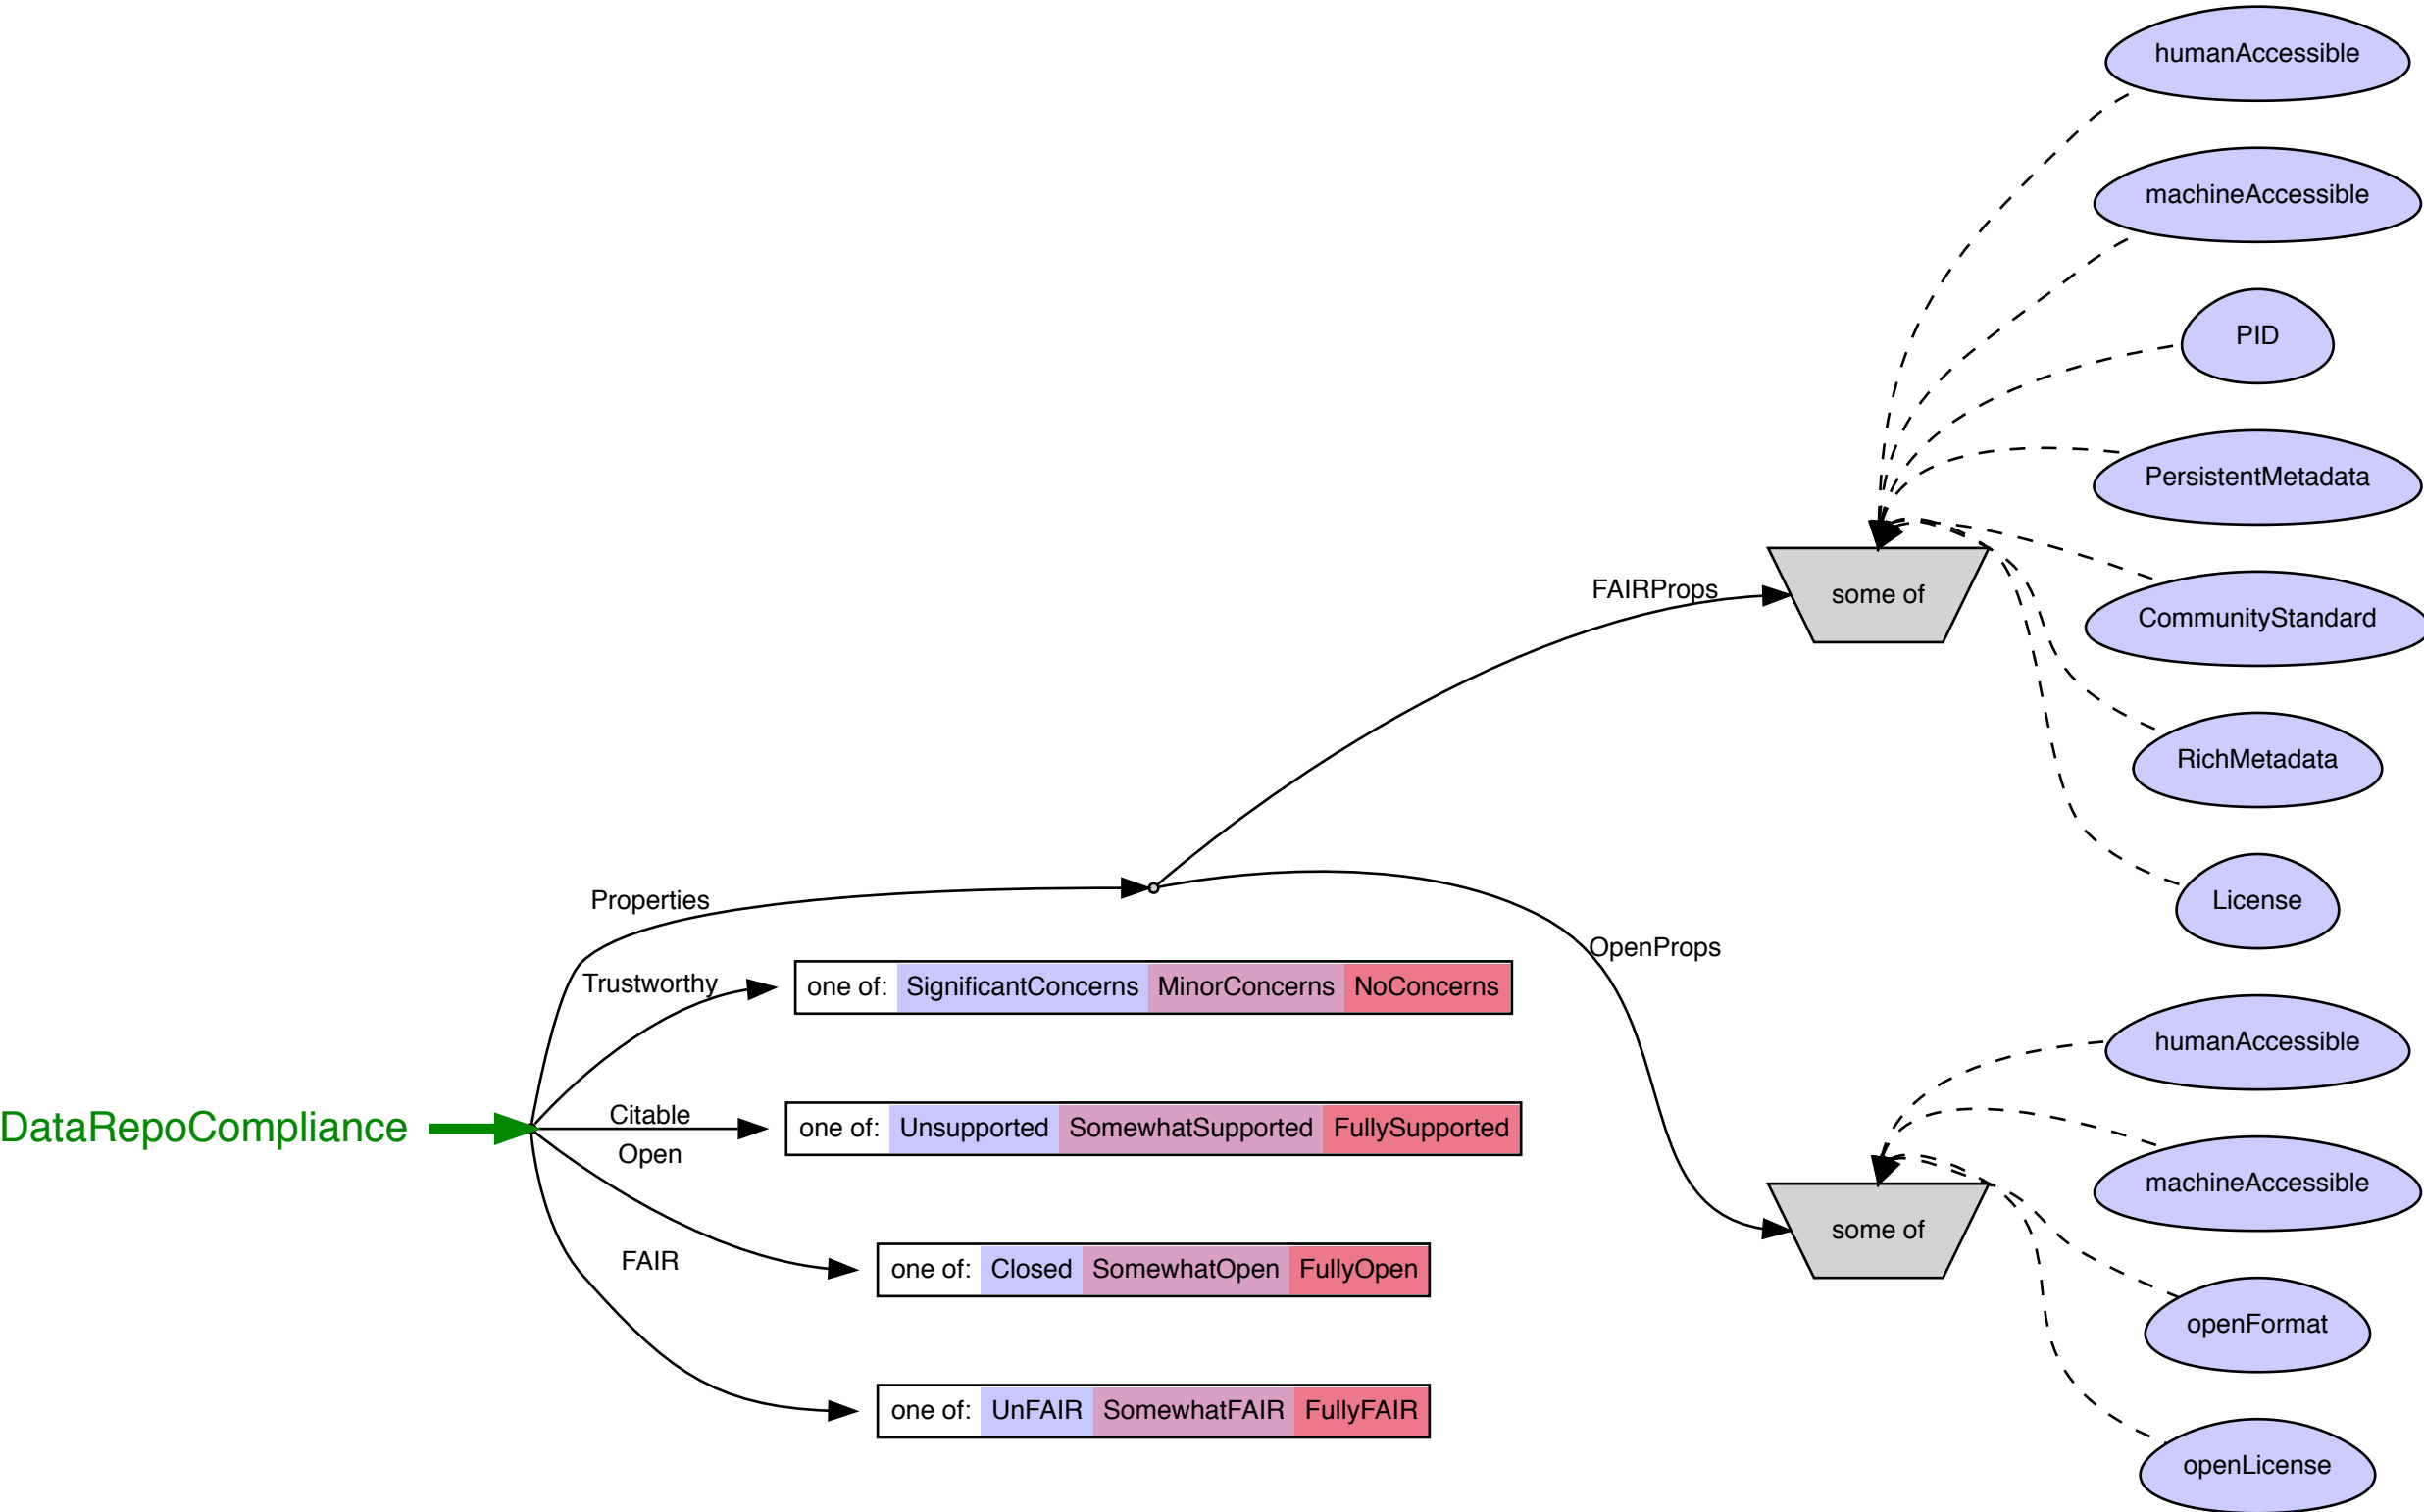 DataRepoCompliance
Properties
Trustworthy
Citable
Open
FAIR
one of: SignificantConcerns MinorConcerns NoConcerns
one of: Unsupported SomewhatSupported FullySupported
one of: Closed SomewhatOpen FullyOpen
one of: UnFAIR SomewhatFAIR FullyFAIR
FAIRProps
OpenProps
some of
humanAccessible
machineAccessible
PID
PersistentMetadata
CommunityStandard
RichMetadata
License
some of
humanAccessible
machineAccessible
openFormat
openLicense